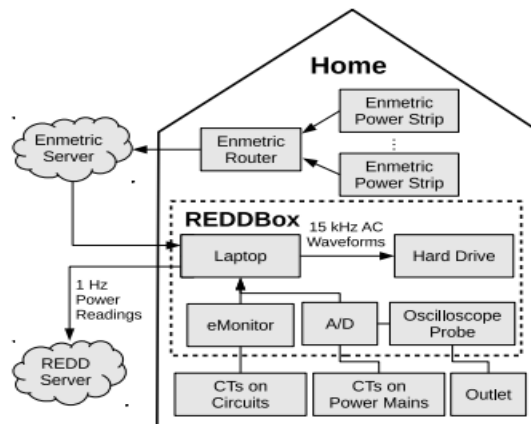 Home
Enmetric
Power Strip
Enmetric
Server
Enmetric
Router
Enmetric
Power Strip
REDDBox
15 kHz AC
Waveforms
Laptop
Hard Drive
1 Hz
Power
Readings
eMonitor
A/D
Oscilloscope
Probe
REDD
Server
CTs on
Circuits
CTs on
Power Mains
Outlet